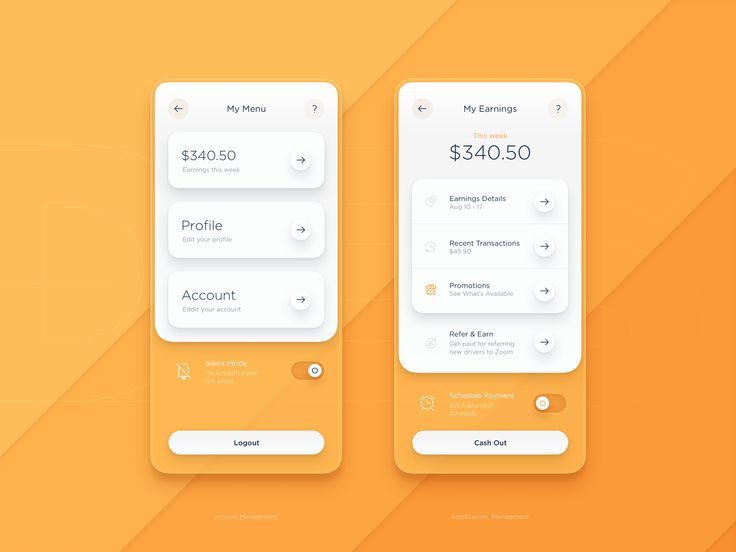 My Menu
?
$340.50
Earnings this week
Profile
Edit your profile
Account
Eddit your account
Silent Mode
Your notifications
are silent
Logout
Income Managment
My Earnings
?
This week
$340.50
Earnings Details
Aug 10 - 17
Recent Transactions
$45.90
Promotions
See What's Available
Refer & Earn
Get paid for referring
new drivers to Zoom
Schedule Payment
Set a payment
schedule
Cash Out
Application Managment